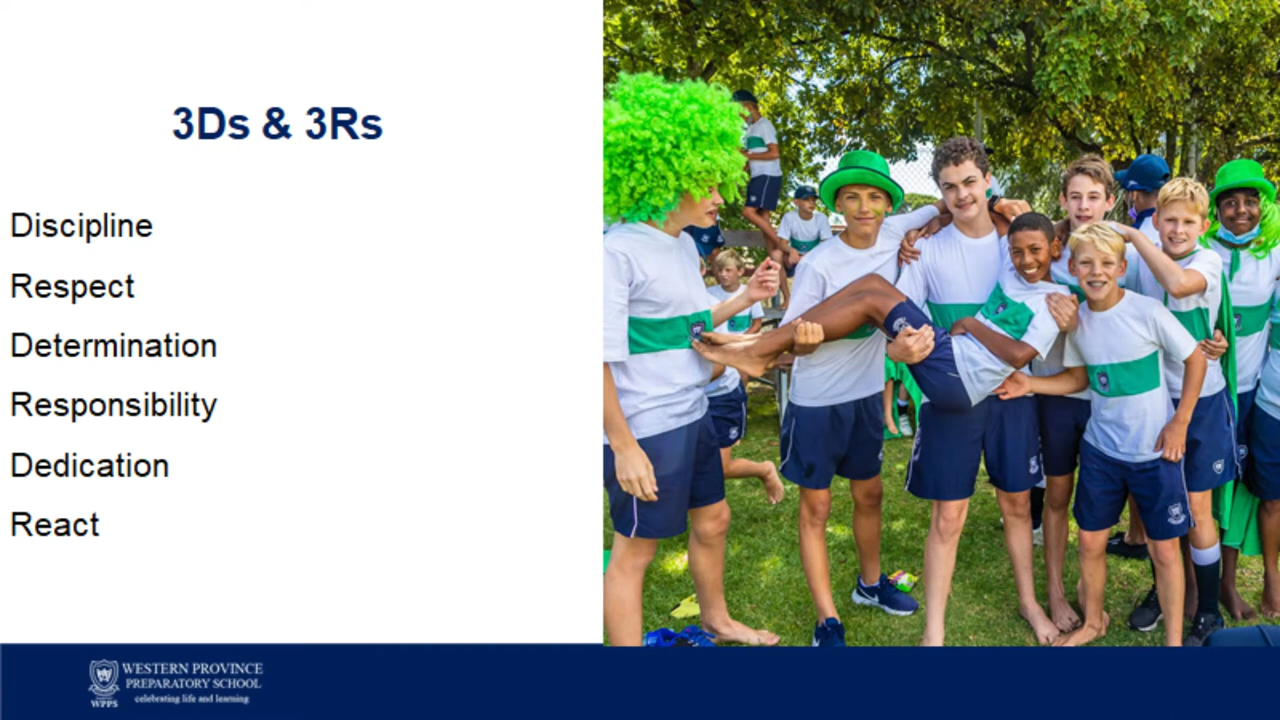 3Ds & 3Rs
Discipline
Respect
Determination
Responsibility
Dedication
React
WESTERN PROVINCE
PREPARATORY SCHOOL
celebrating life and learning
WPPS